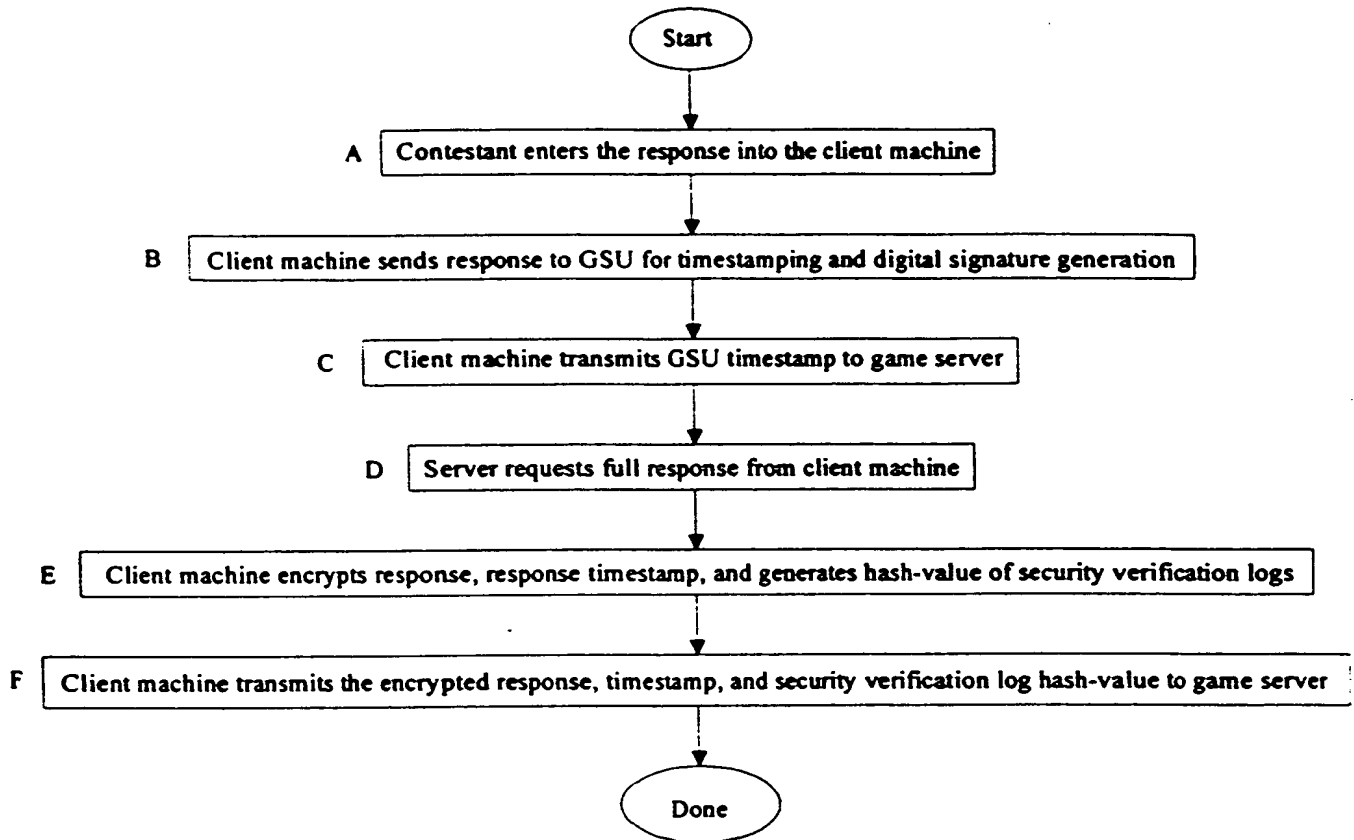 Start
A Contestant enters the response into the client machine
B Client machine sends response to GSU for timestamping and digital signature generation
C Client machine transmits GSU timestamp to game server
D Server requests full response from client machine
E Client machine encrypts response, response timestamp, and generates hash-value of security verification logs
F Client machine transmits the encrypted response, timestamp, and security verification log hash-value to game server
Done